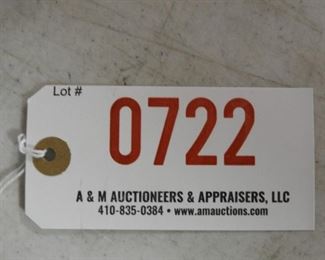 Lot #
0722
A & M AUCTIONEERS & APPRAISERS, LLC
410-835-0384 • www.amauctions.com